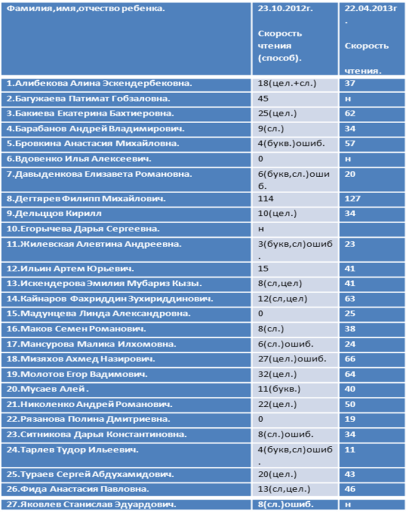 Фамилия,имя,отчество ребенка. 23.10.2012г. 22.04.2013г
.
Скорость чтения (способ). Скорость чтения.
1.Алибекова Алина Эскендербековна. 18(цел.+сл.) 37
2.Багужаева Патимат Гобзаловна. 45 н
3.Бакиева Екатерина Бахтиеровна. 25(цел.) 62
4.Барабанов Андрей Владимирович. 9(сл.) 34
5.Бровкина Анастасия Михайловна. 4(букв.)ошиб. 57
6.Вдовенко Илья Алексеевич. 0 н
7.Давыденкова Елизавета Романовна. 6(букв,сл.)оши 20
б.
8.Дегтярев Филипп Михайлович. 114 127
9.Дельццов Кирилл 10(цел.) 34
10.Егорычева Дарья Сергеевна. н
11.Жилевская Алевтина Андреевна. 3(букв,сл)ошиб 23
.
12.Ильин Артем Юрьевич. 15 41
13.Искендерова Эмилия Мубариз Кызы. 8(сл,цел) 41
14.Кайнаров Фахриддин Зухириддинович. 12(сл,цел) 63
15.Мадунцева Линда Александровна. 0 25
16.Маков Семен Романович. 8(сл.) 38
17.Мансурова Малика Илхомовна. 6(сл.)ошиб. 24
18.Мизяхов Ахмед Назирович. 27(цел.)ошиб. 66
19.Молотов Егор Вадимович. 32(цел.) 64
20.Мусаев Алей . 11(букв.) 40
21.Николенко Андрей Романович. 22(цел.) 50
22.Рязанова Полина Дмитриевна. 0 19
23.Ситникова Дарья Константиновна. 8(сл.)ошиб. 34
24.Тарлев Тудор Ильеевич. 4(букв,сл)ошиб 11
.
25.Тураев Сергей Абдухамидович. 20(цел.) 43
26.Фида Анастасия Павловна. 13(сл,цел.) 46
27.Яковлев Станислав Эдуардович. 8(сл.)ошиб. н